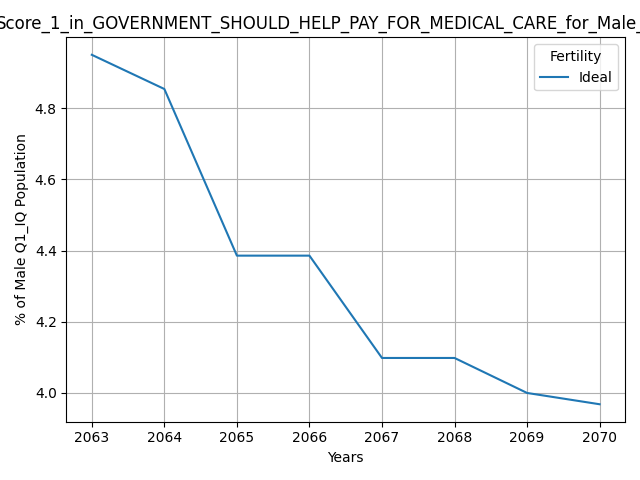 Score_1_in_GOVERNMENT_SHOULD_HELP_PAY_FOR_MEDICAL_CARE_for_Male_
Fertility
Ideal
% of Male Q1_IQ Population
4.8
4.6
4.4
4.2
4.0
2063 2064 2065 2066 2067 2068 2069 2070
Years